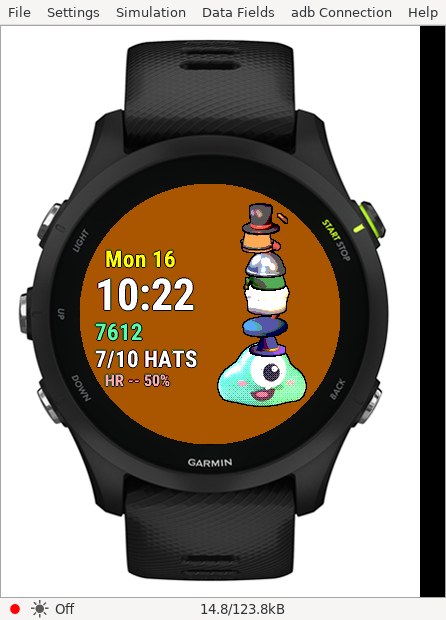 File Settings Simulation Data Fields adb Connection Help
LIGHT
START STOP
UP
DOWN
BACK
Mon 16
10:22
7612
7/10 HATS
HR -- 50%
GARMIN
Off 14.8/123.8kB